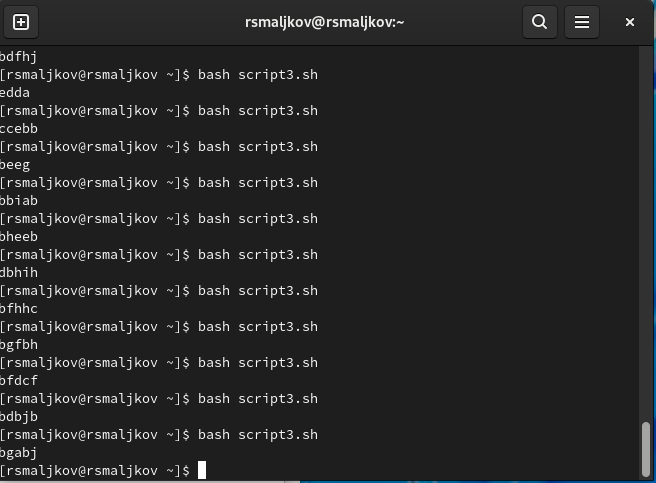 rsmaljkov@rsmaljkov:~
bdfhj
[rsmaljkov@rsmaljkov ~]$ bash script3.sh
edda
[rsmaljkov@rsmaljkov ~]$ bash script3.sh
ccebb
[rsmaljkov@rsmaljkov ~]$ bash script3.sh
beeg
[rsmaljkov@rsmaljkov ~]$ bash script3.sh
bbiab
[rsmaljkov@rsmaljkov ~]$ bash script3.sh
bheeb
[rsmaljkov@rsmaljkov ~]$ bash script3.sh
dbhih
[rsmaljkov@rsmaljkov ~]$ bash script3.sh
bfhhc
[rsmaljkov@rsmaljkov ~]$ bash script3.sh
bgfbh
[rsmaljkov@rsmaljkov ~]$ bash script3.sh
bfdcf
[rsmaljkov@rsmaljkov ~]$ bash script3.sh
bdbjb
[rsmaljkov@rsmaljkov ~]$ bash script3.sh
bgabj
[rsmaljkov@rsmaljkov ~]$